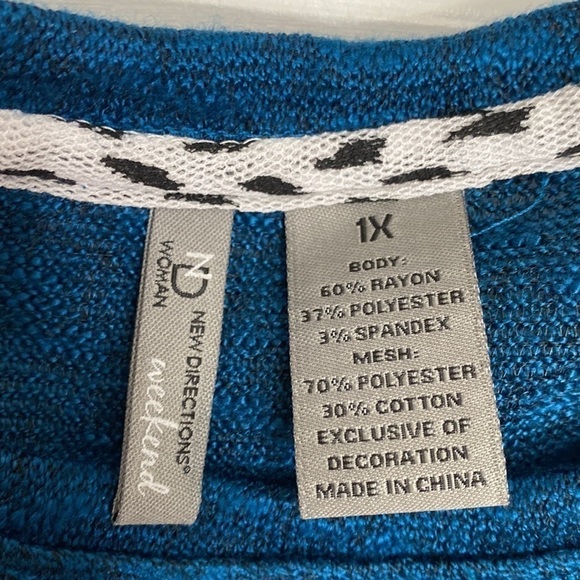 ND
WOMAN
NEW DIRECTIONS®
weekend
1X
BODY:
60% RAYON
37% POLYESTER
3% SPANDEX
MESH:
70% POLYESTER
30% COTTON
EXCLUSIVE OF
DECORATION
MADE IN CHINA